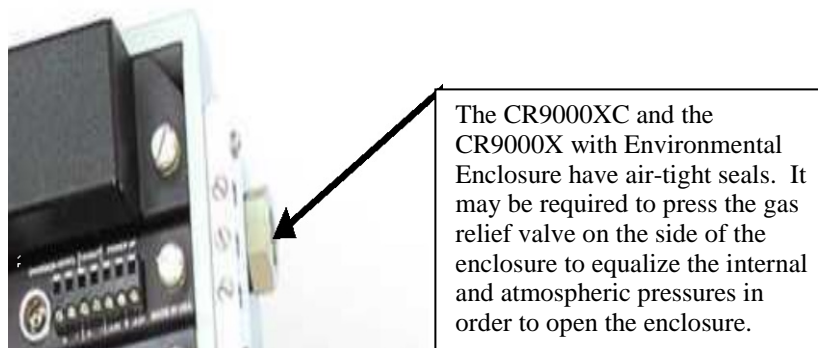 The CR9000XC and the
CR9000X with Environmental
Enclosure have air-tight seals.  It
may be required to press the gas
relief valve on the side of the
enclosure to equalize the internal
and atmospheric pressures in
order to open the enclosure.